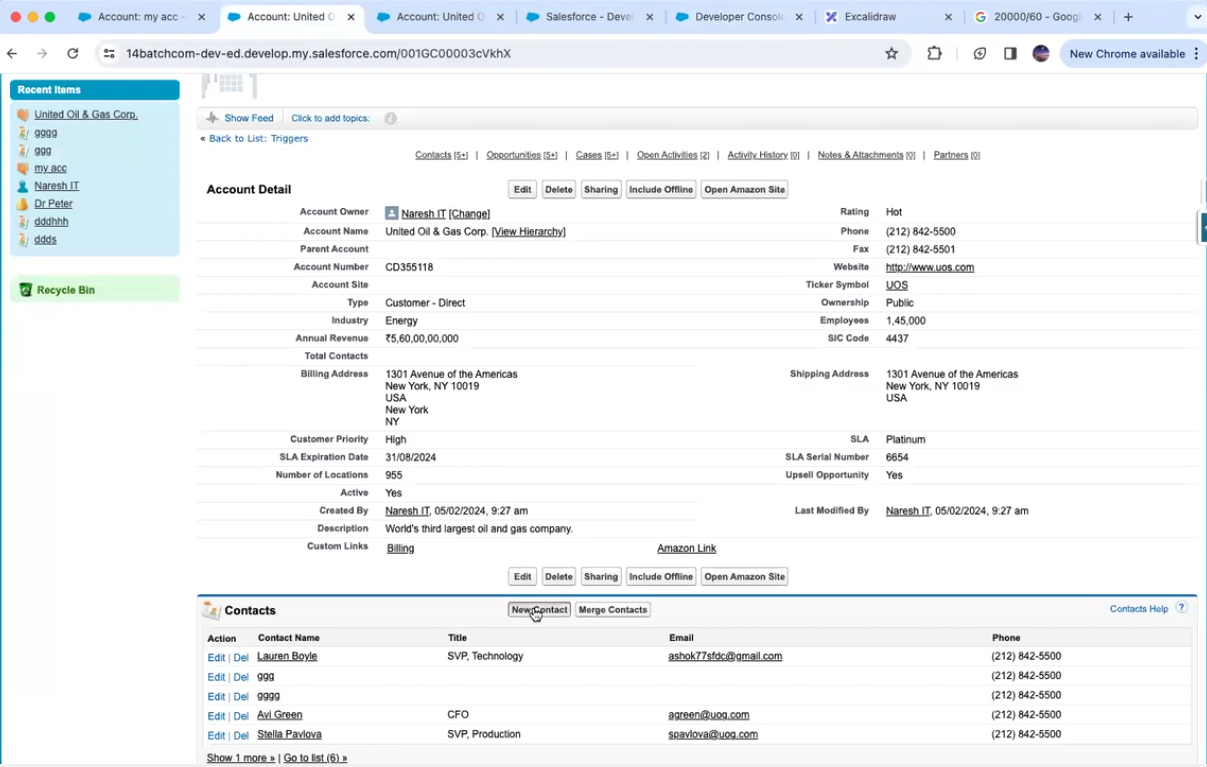 Account: my acc -
Account: United O
Account: United O
Salesforce - Devel
Developer Console
Excalidraw
20000/60 - Googl
14batchcom-dev-ed.develop.my.salesforce.com/001GC00003cVkhX
New Chrome available
Recent Items
United Oil & Gas Corp.
gggg
ggg
my acc
Naresh IT
Dr Peter
dddhhh
ddds
Recycle Bin
Show Feed | Click to add topics:
« Back to List: Triggers
Contacts [5+] | Opportunities [5+] | Cases [5+] | Open Activities [2] | Activity History [0] | Notes & Attachments [0] | Partners [0]
Account Detail Edit Delete Sharing Include Offline Open Amazon Site
Account Owner Naresh IT [Change] Rating Hot
Account Name United Oil & Gas Corp. [View Hierarchy] Phone (212) 842-5500
Parent Account Fax (212) 842-5501
Account Number CD355118 Website http://www.uos.com
Account Site Ticker Symbol UOS
Type Customer - Direct Ownership Public
Industry Energy Employees 1,45,000
Annual Revenue ₹5,60,00,00,000 SIC Code 4437
Total Contacts
Billing Address 1301 Avenue of the Americas Shipping Address 1301 Avenue of the Americas
New York, NY 10019 New York, NY 10019
USA USA
New York
NY
Customer Priority High SLA Platinum
SLA Expiration Date 31/08/2024 SLA Serial Number 6654
Number of Locations 955 Upsell Opportunity Yes
Active Yes
Created By Naresh IT, 05/02/2024, 9:27 am Last Modified By Naresh IT, 05/02/2024, 9:27 am
Description World's third largest oil and gas company.
Custom Links Billing Amazon Link
Edit Delete Sharing Include Offline Open Amazon Site
Contacts New Contact Merge Contacts Contacts Help ?
Action Contact Name Title Email Phone
Edit | Del Lauren Boyle SVP, Technology ashok77sfdc@gmail.com (212) 842-5500
Edit | Del ggg (212) 842-5500
Edit | Del gggg (212) 842-5500
Edit | Del Avi Green CFO agreen@uog.com (212) 842-5500
Edit | Del Stella Pavlova SVP, Production spavlova@uog.com (212) 842-5500
Show 1 more » | Go to list (6) »